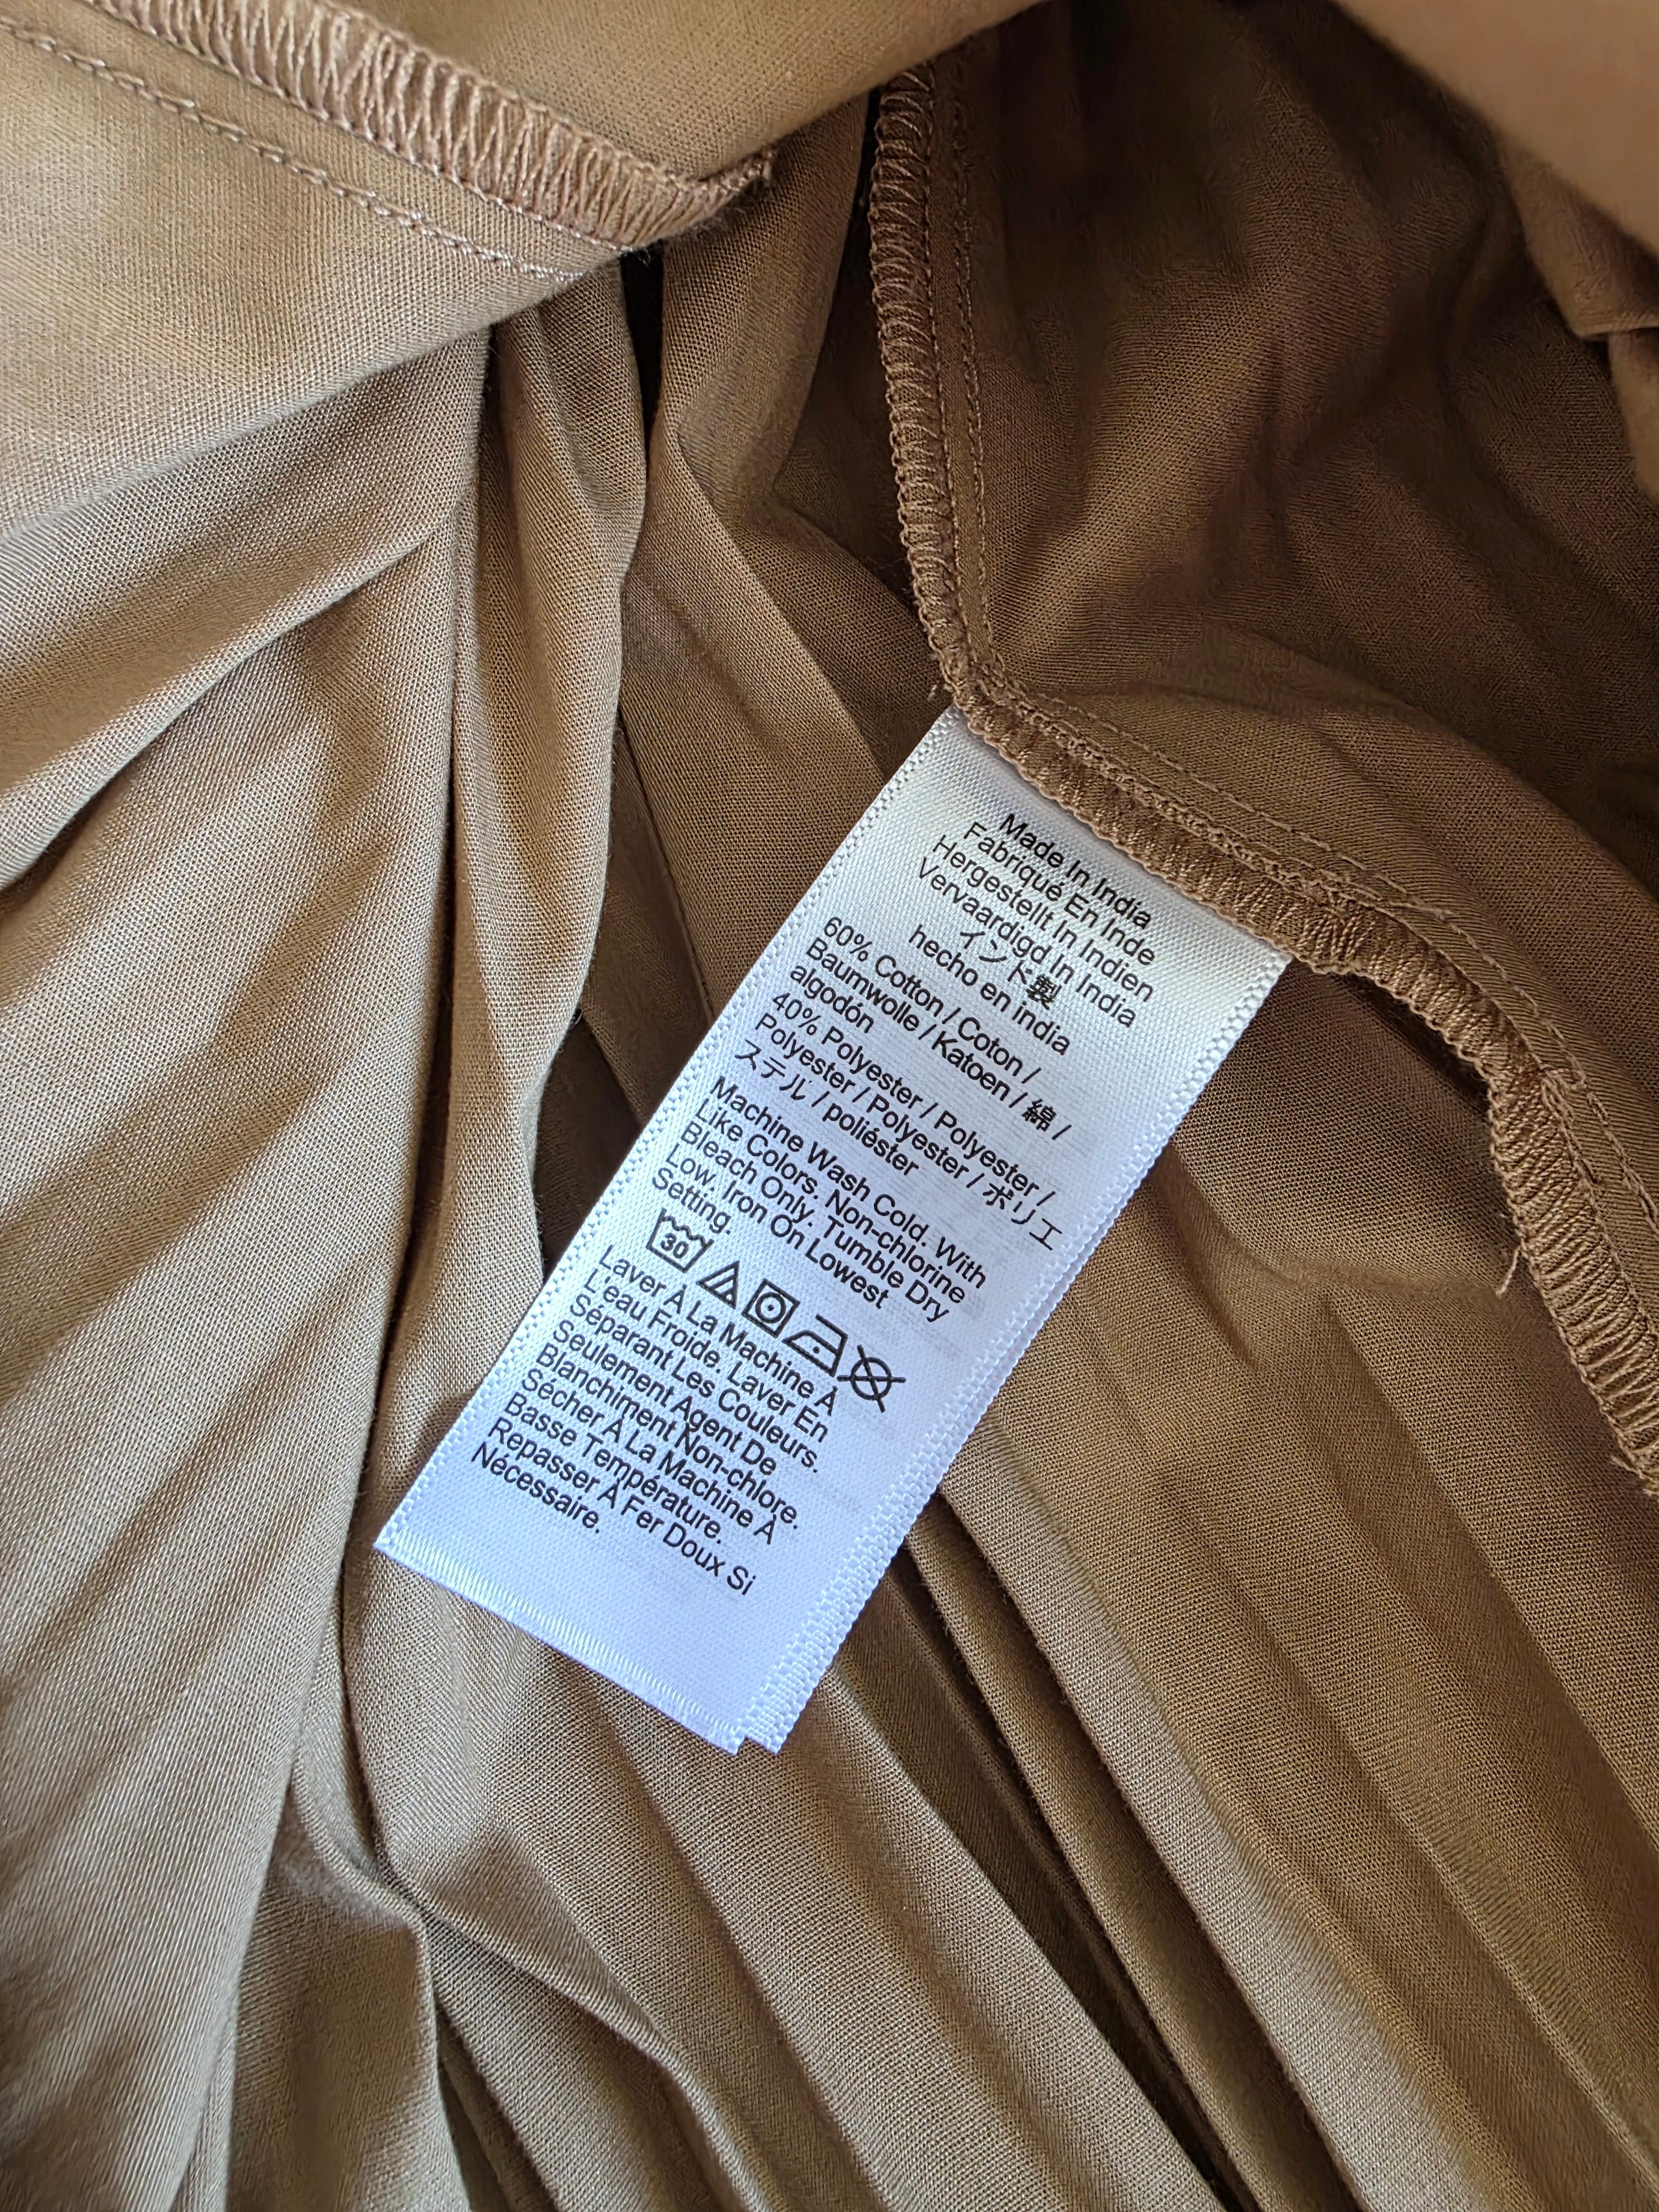 Made In India
Fabriqué En Inde
Hergestellt In Indien
Vervaardigd In India
インド製
hecho en india
60% Cotton / Coton /
Baumwolle / Katoen / 綿 /
algodón
40% Polyester / Polyester /
Polyester / Polyester / ポリエ
ステル / poliéster
Machine Wash Cold. With
Like Colors. Non-chlorine
Bleach Only. Tumble Dry
Low. Iron On Lowest
Setting
30
Laver À La Machine À
L'eau Froide. Laver En
Séparant Les Couleurs.
Seulement Agent De
Blanchiment Non-chlore.
Sécher À La Machine À
Basse Température.
Repasser À Fer Doux Si
Nécessaire.